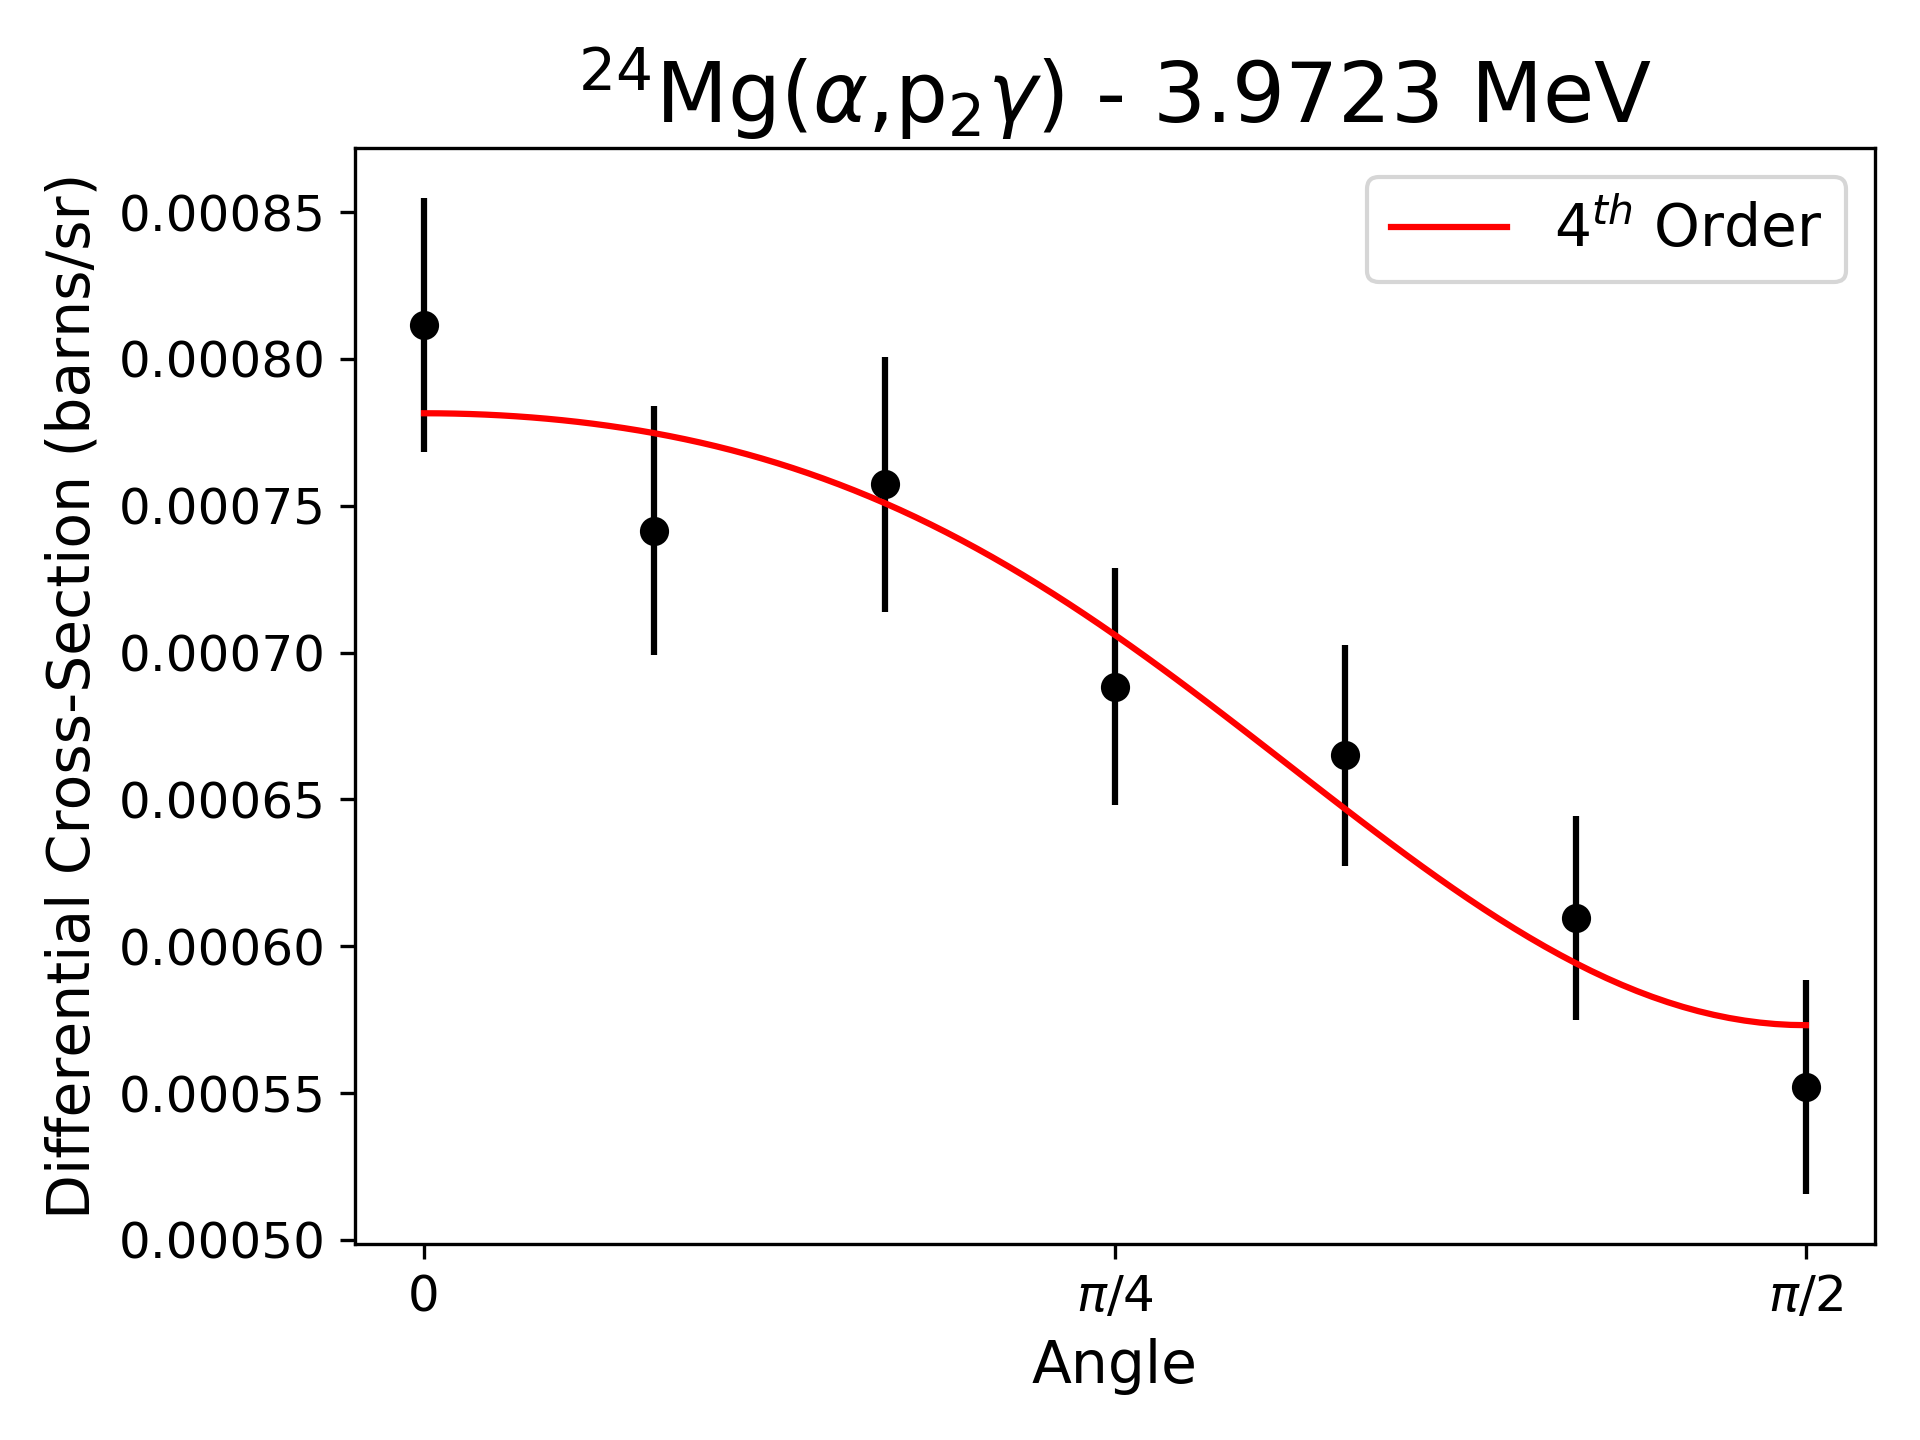 ²⁴Mg(α,p₂γ) - 3.9723 MeV
4ᵗʰ Order
Differential Cross-Section (barns/sr)
0.00085
0.00080
0.00075
0.00070
0.00065
0.00060
0.00055
0.00050
0 π/4 π/2
Angle